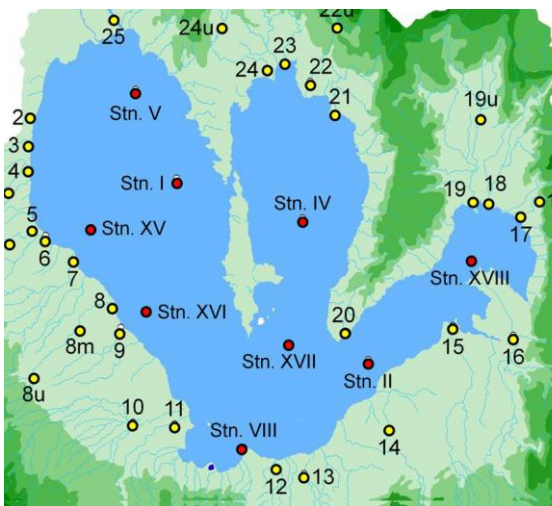 25
24u
22u
23
24
22
21
2
3
4
Stn. V
19u
Stn. I
Stn. IV
19
18
17
5
6
Stn. XV
7
Stn. XVIII
8
Stn. XVI
8m
9
20
15
16
Stn. XVII
Stn. II
8u
10
11
Stn. VIII
14
12
13